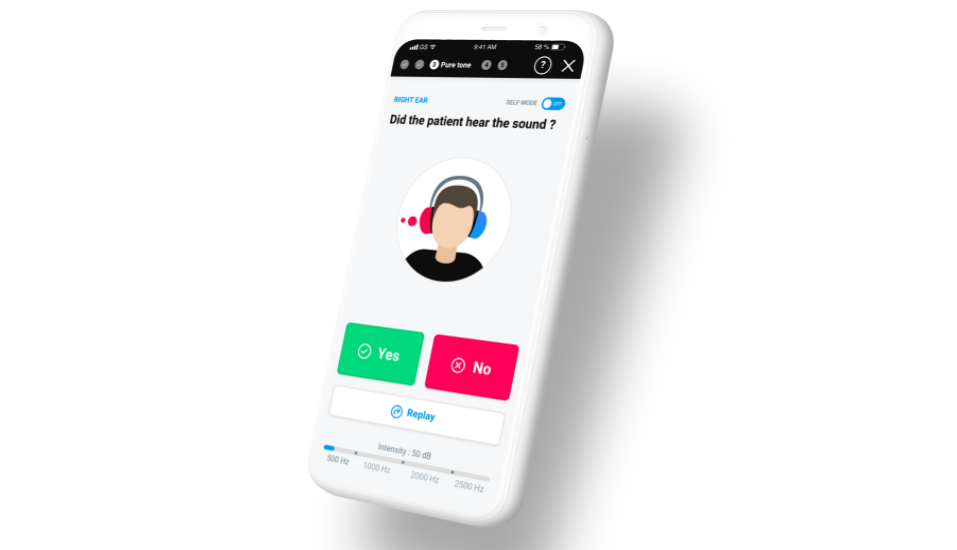 GS 9:41 AM 58 %
3 Pure tone 4 5 ?
RIGHT EAR SELF MODE OFF
Did the patient hear the sound ?
Yes No
Replay
Intensity : 50 dB
500 Hz 1000 Hz 2000 Hz 2500 Hz